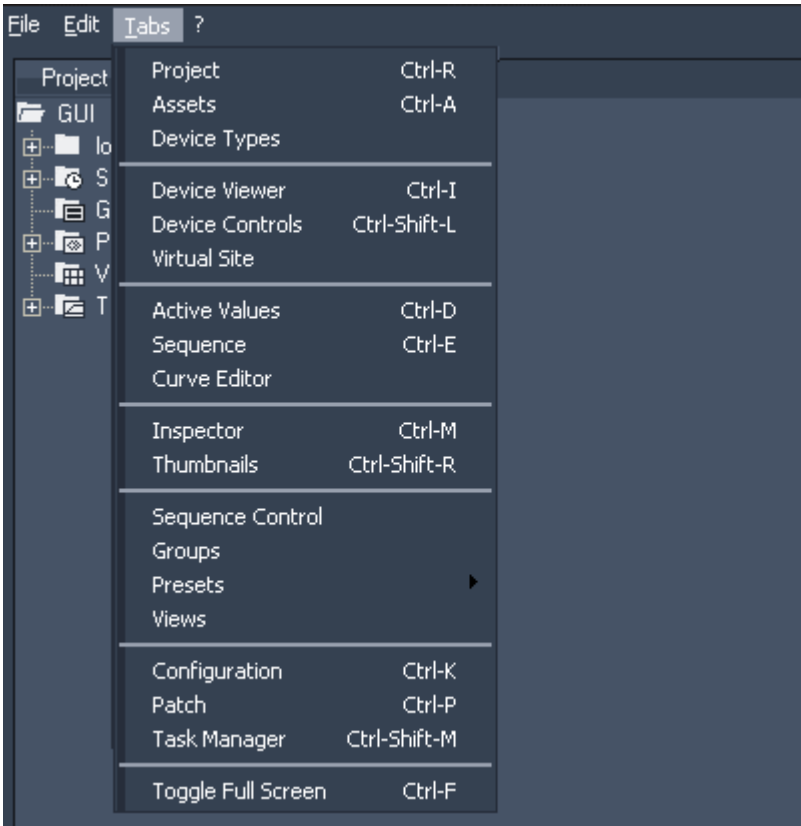 File Edit Tabs ?
Project
GUI
Project Ctrl-R
Assets Ctrl-A
Device Types
Device Viewer Ctrl-I
Device Controls Ctrl-Shift-L
Virtual Site
Active Values Ctrl-D
Sequence Ctrl-E
Curve Editor
Inspector Ctrl-M
Thumbnails Ctrl-Shift-R
Sequence Control
Groups
Presets
Views
Configuration Ctrl-K
Patch Ctrl-P
Task Manager Ctrl-Shift-M
Toggle Full Screen Ctrl-F